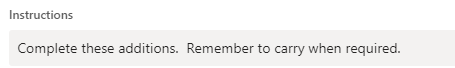 Instructions
Complete these additions.  Remember to carry when required.